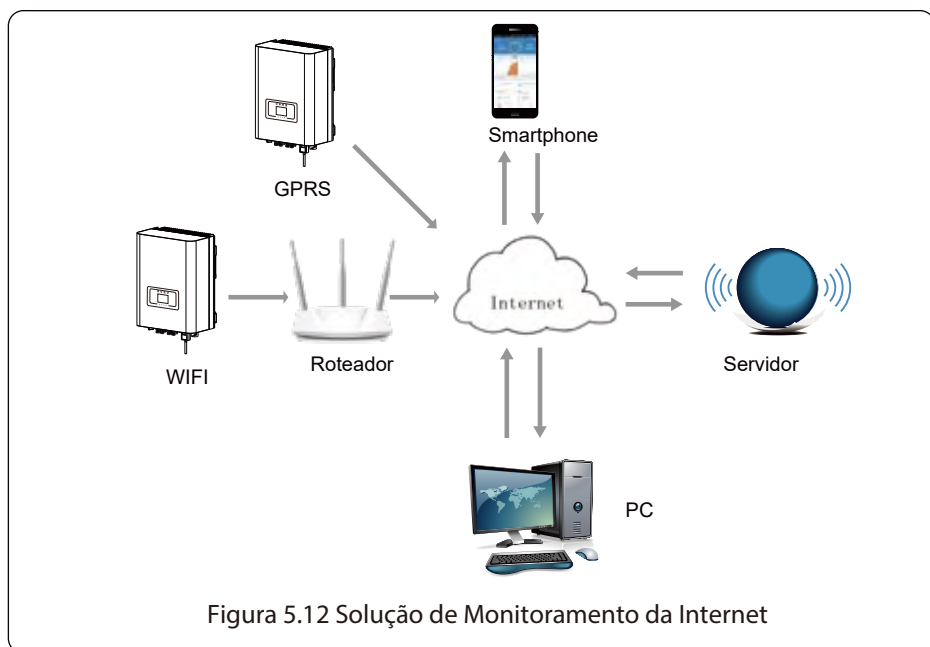 Smartphone
GPRS
Internet
WIFI
Roteador
Servidor
PC
Figura 5.12 Solução de Monitoramento da Internet